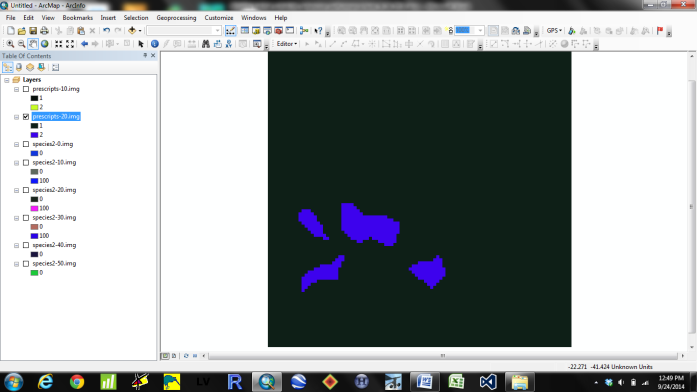 Untitled - ArcMap - ArcInfo
File Edit View Bookmarks Insert Selection Geoprocessing Customize Windows Help
Editor GPS
Table Of Contents
Layers
prescripts-10.img
1
2
prescripts-20.img
1
2
species2-0.img
0
species2-10.img
0
100
species2-20.img
0
100
species2-30.img
0
100
species2-40.img
0
species2-50.img
0
-22.271 -41.424 Unknown Units
LV R
12:49 PM
9/24/2014